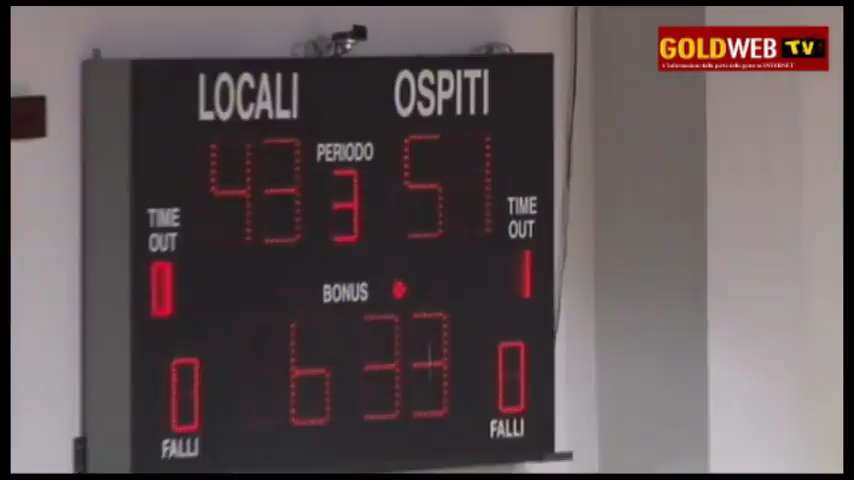 GOLDWEB TV
LOCALI
OSPITI
43
PERIODO
51
3
TIME
OUT
TIME
OUT
0
1
BONUS
6 33
0
0
FALLI
FALLI